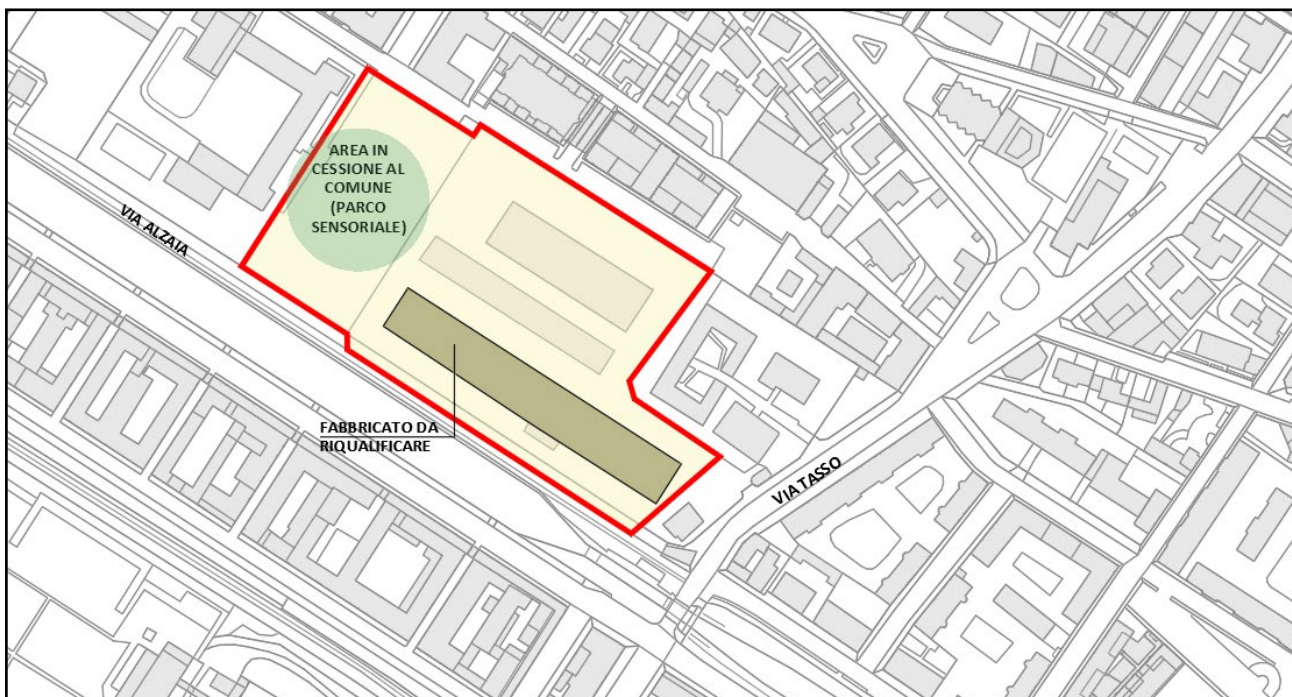 AREA IN
CESSIONE AL
COMUNE
(PARCO
SENSORIALE)
VIA ALZAIA
FABBRICATO DA
RIQUALIFICARE
VIA TASSO